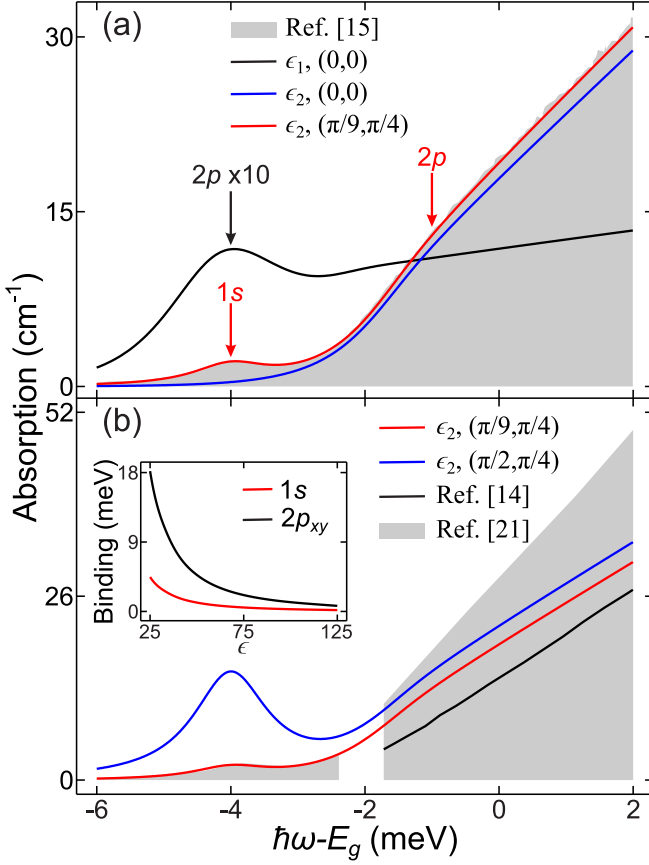 (a)
Ref. [15]
ϵ1, (0,0)
ϵ2, (0,0)
ϵ2, (π/9,π/4)
2p x10
2p
1s
30
15
0
Absorption (cm⁻¹)
(b)
ϵ2, (π/9,π/4)
ϵ2, (π/2,π/4)
Ref. [14]
Ref. [21]
52
26
0
Binding (meV)
18
9
0
1s
2pxy
25
75
125
ϵ
-6
-4
-2
0
2
ℏω-Eg (meV)